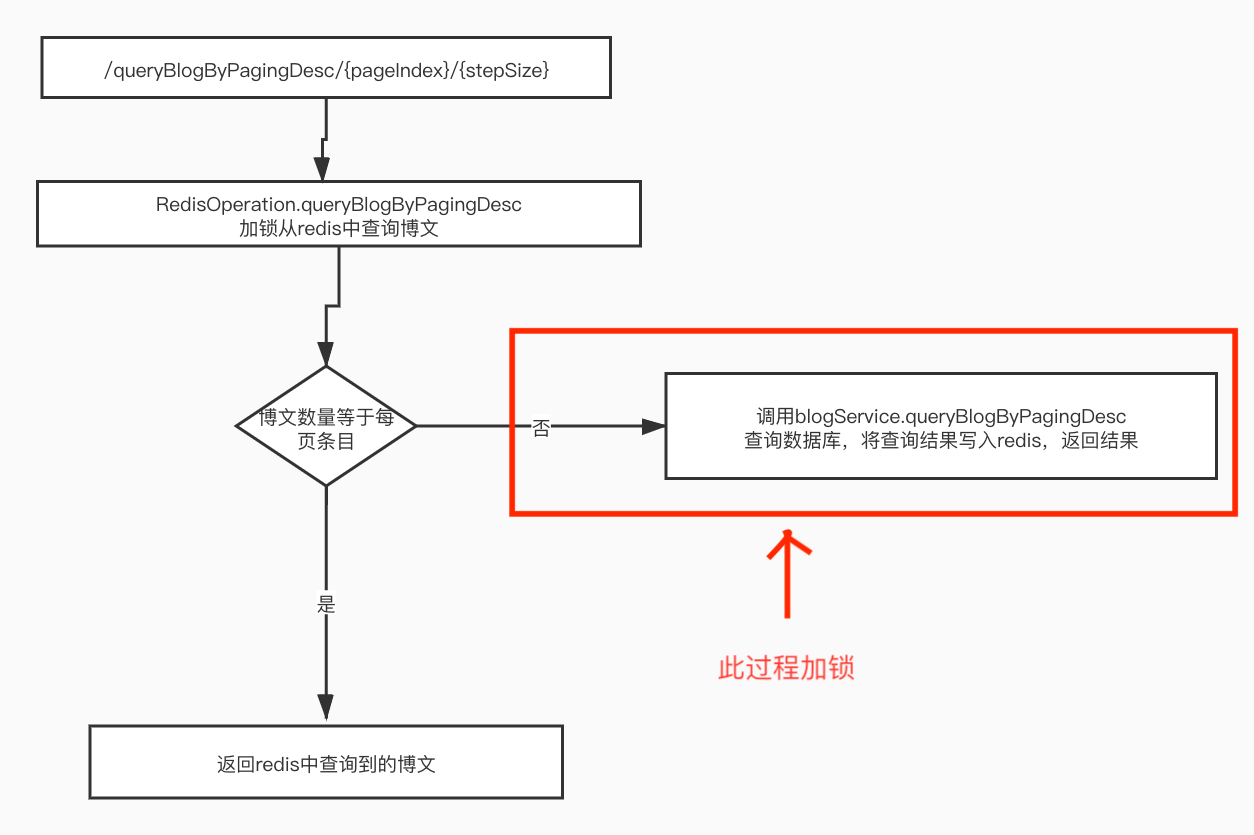 /queryBlogByPagingDesc/{pageIndex}/{stepSize}
RedisOperation.queryBlogByPagingDesc
加锁从redis中查询博文
博文数量等于每
页条目
否
调用blogService.queryBlogByPagingDesc
查询数据库，将查询结果写入redis，返回结果
是
此过程加锁
返回redis中查询到的博文